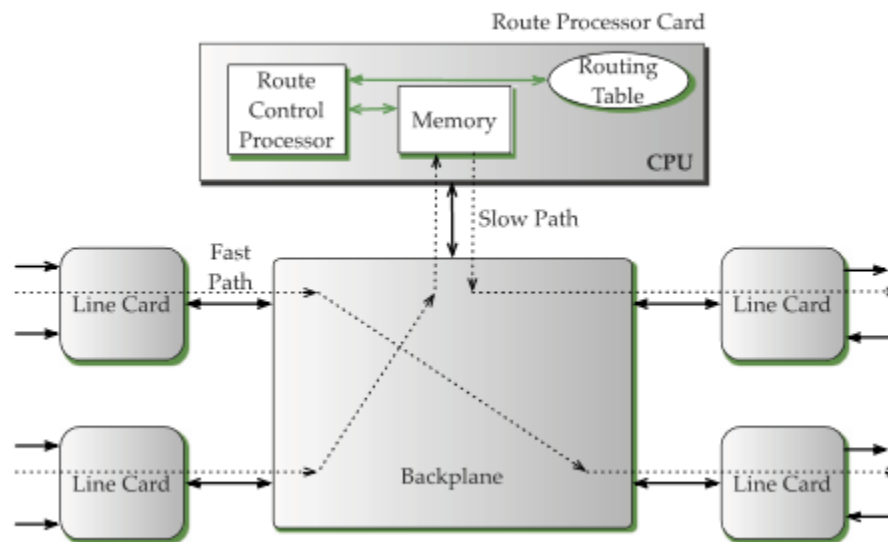 Route Processor Card
Route
Control
Processor
Memory
Routing
Table
CPU
Slow Path
Fast
Path
Line Card
Line Card
Line Card
Backplane
Line Card